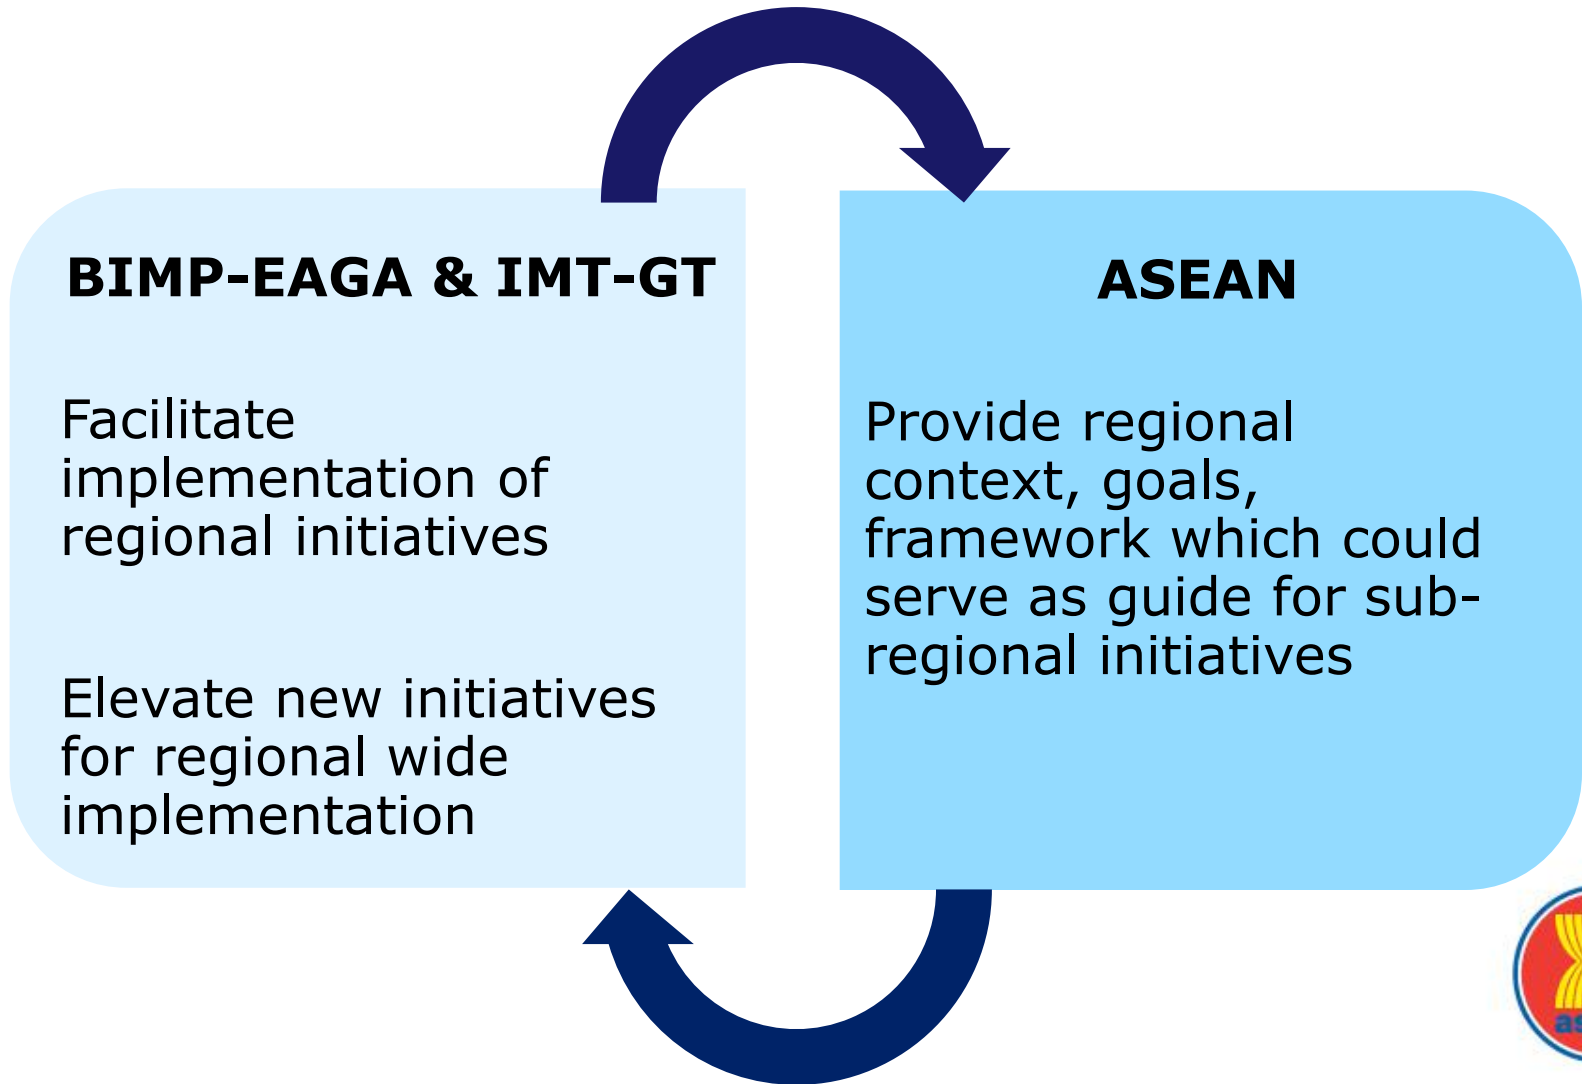 BIMP-EAGA & IMT-GT
Facilitate
implementation of
regional initiatives
Elevate new initiatives
for regional wide
implementation
ASEAN
Provide regional
context, goals,
framework which could
serve as guide for sub-
regional initiatives